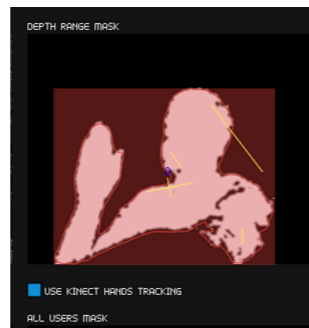 DEPTH RANGE MASK
USE KINECT HANDS TRACKING
ALL USERS MASK